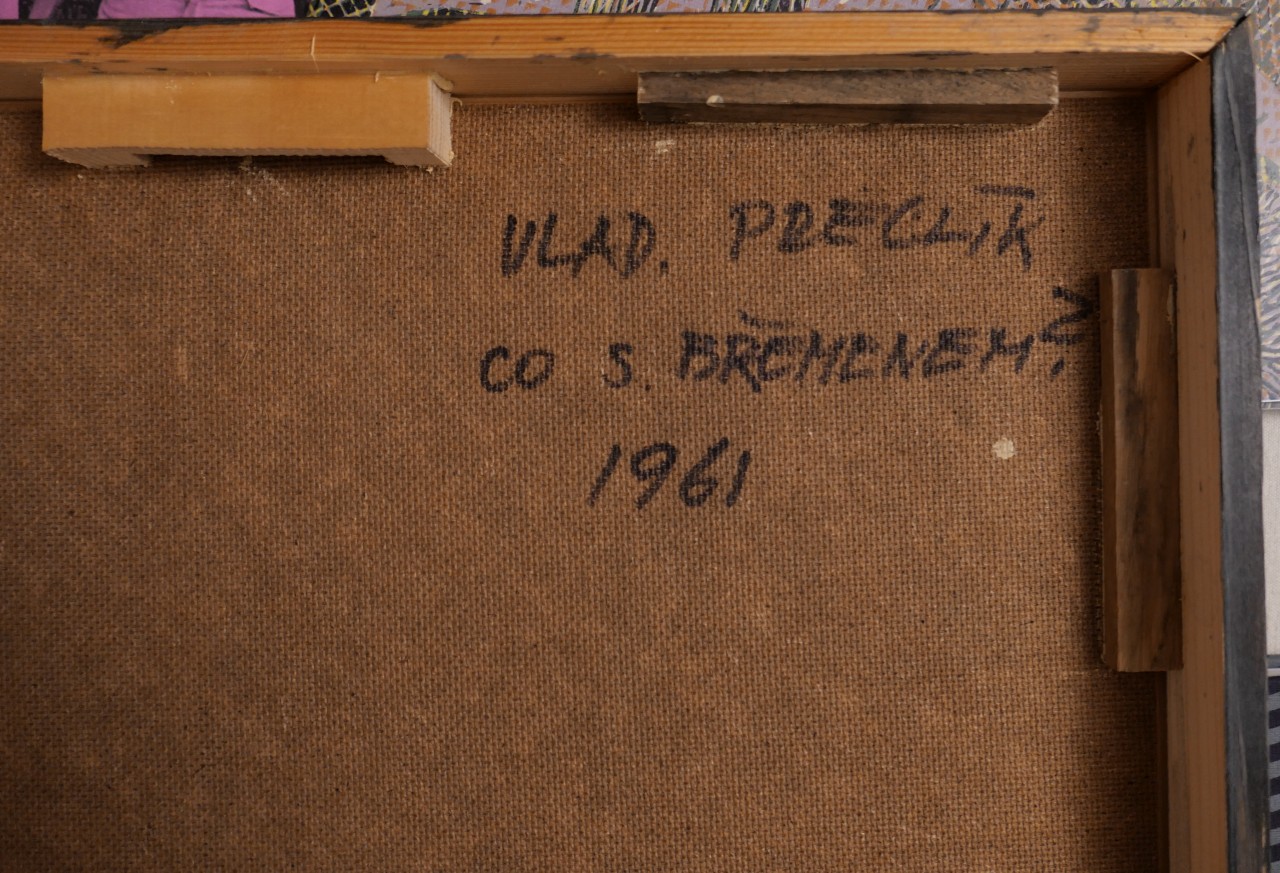 VLAD. PREClÍK
CO S. BŘEMENEM?
1961